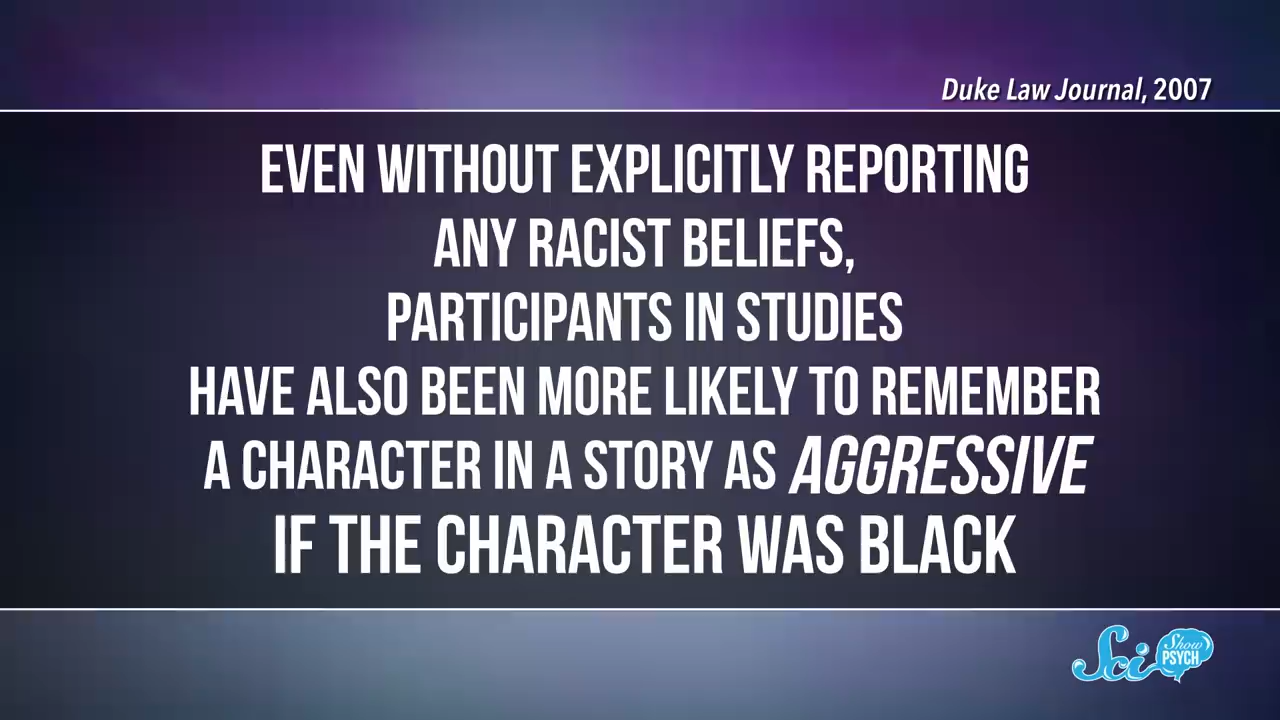 Duke Law Journal, 2007
EVEN WITHOUT EXPLICITLY REPORTING
ANY RACIST BELIEFS,
PARTICIPANTS IN STUDIES
HAVE ALSO BEEN MORE LIKELY TO REMEMBER
A CHARACTER IN A STORY AS AGGRESSIVE
IF THE CHARACTER WAS BLACK
Sci Show
PSYCH